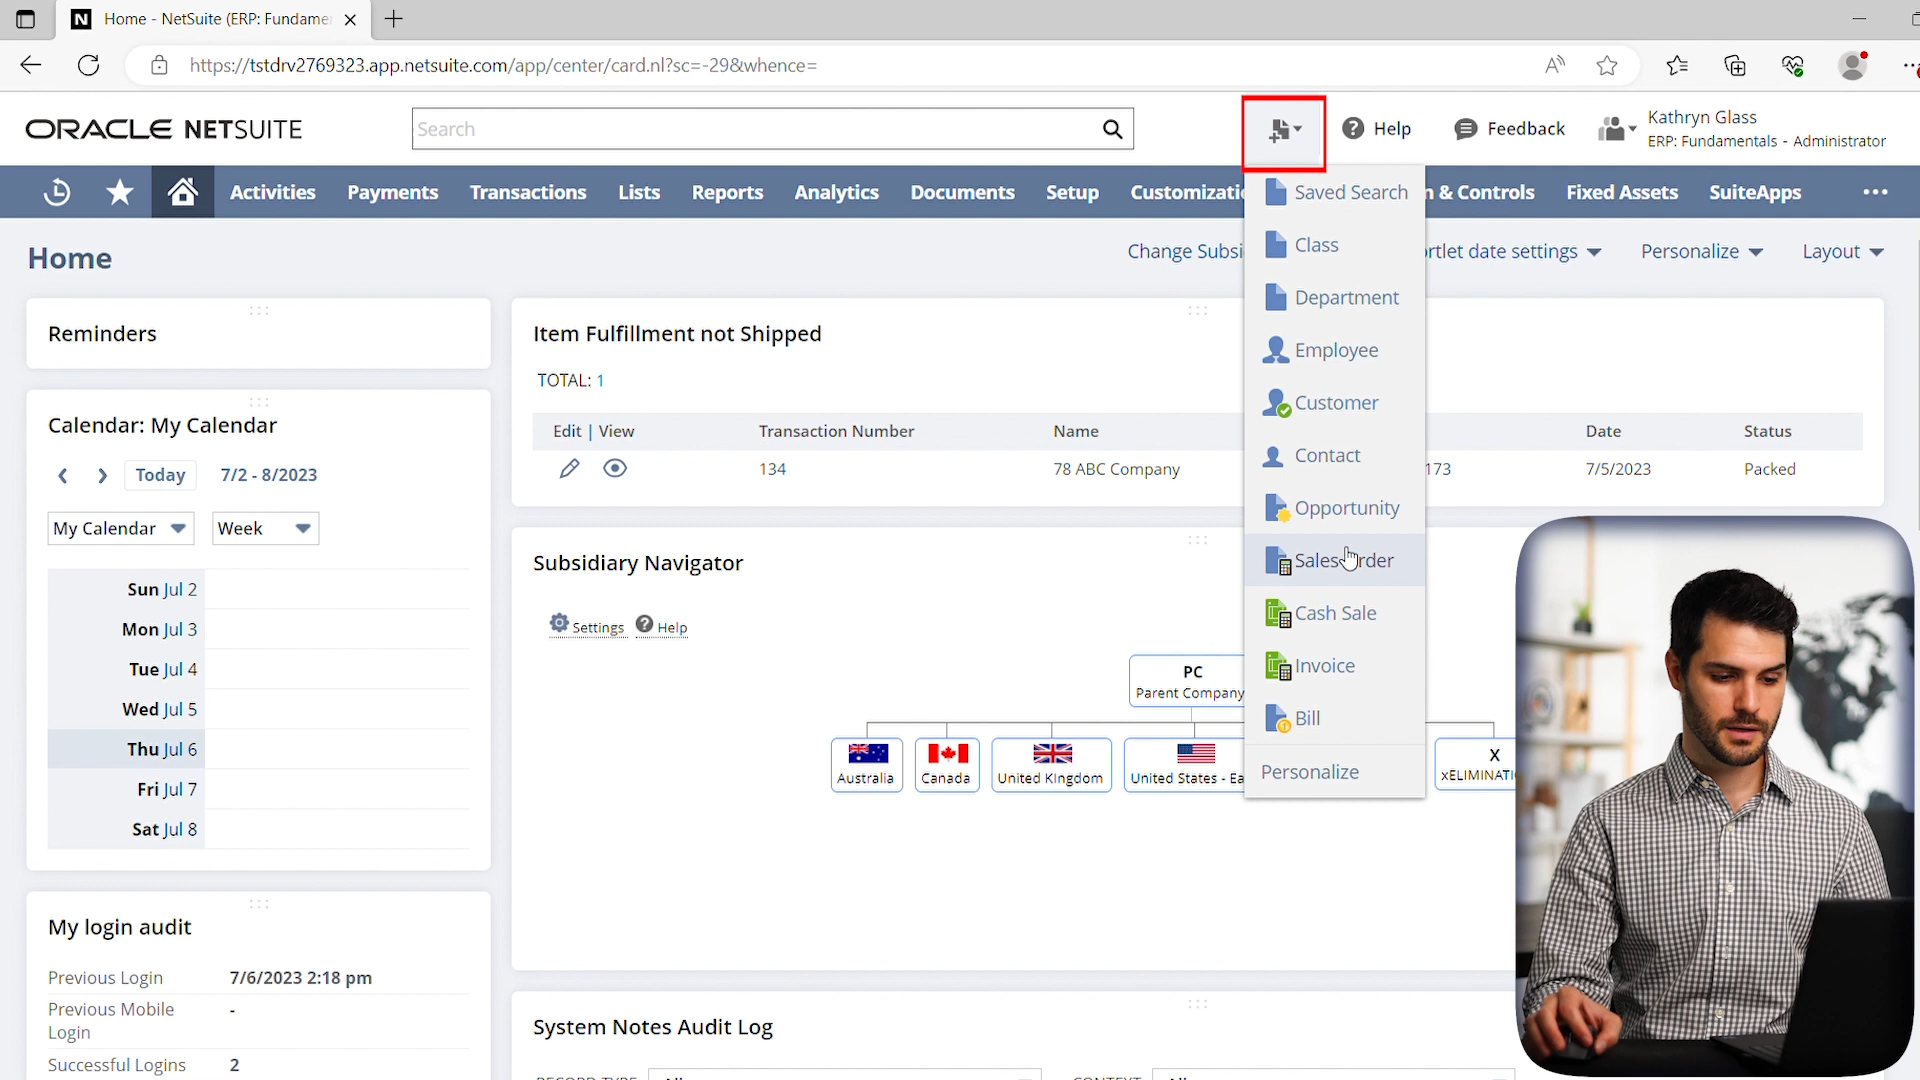 Home - NetSuite (ERP: Fundame
https://tstdrv2769323.app.netsuite.com/app/center/card.nl?sc=-29&whence=
ORACLE NETSUITE
Search
Help
Feedback
Kathryn Glass
ERP: Fundamentals - Administrator
Activities
Payments
Transactions
Lists
Reports
Analytics
Documents
Setup
Customizatio
n & Controls
Fixed Assets
SuiteApps
Home
Change Subsi
rtlet date settings
Personalize
Layout
Saved Search
Class
Department
Employee
Customer
Contact
Opportunity
Sales rder
Cash Sale
Invoice
Bill
Personalize
Reminders
Calendar: My Calendar
Today
7/2 - 8/2023
My Calendar
Week
Sun Jul 2
Mon Jul 3
Tue Jul 4
Wed Jul 5
Thu Jul 6
Fri Jul 7
Sat Jul 8
My login audit
Previous Login 7/6/2023 2:18 pm
Previous Mobile Login -
Successful Logins 2
Item Fulfillment not Shipped
TOTAL: 1
Edit | View Transaction Number Name Date Status
134 78 ABC Company 173 7/5/2023 Packed
Subsidiary Navigator
Settings
Help
PC
Parent Company
Australia
Canada
United Kingdom
United States - Ea
X
xELIMINATI
System Notes Audit Log
RECORD TYPE
CONTEXT